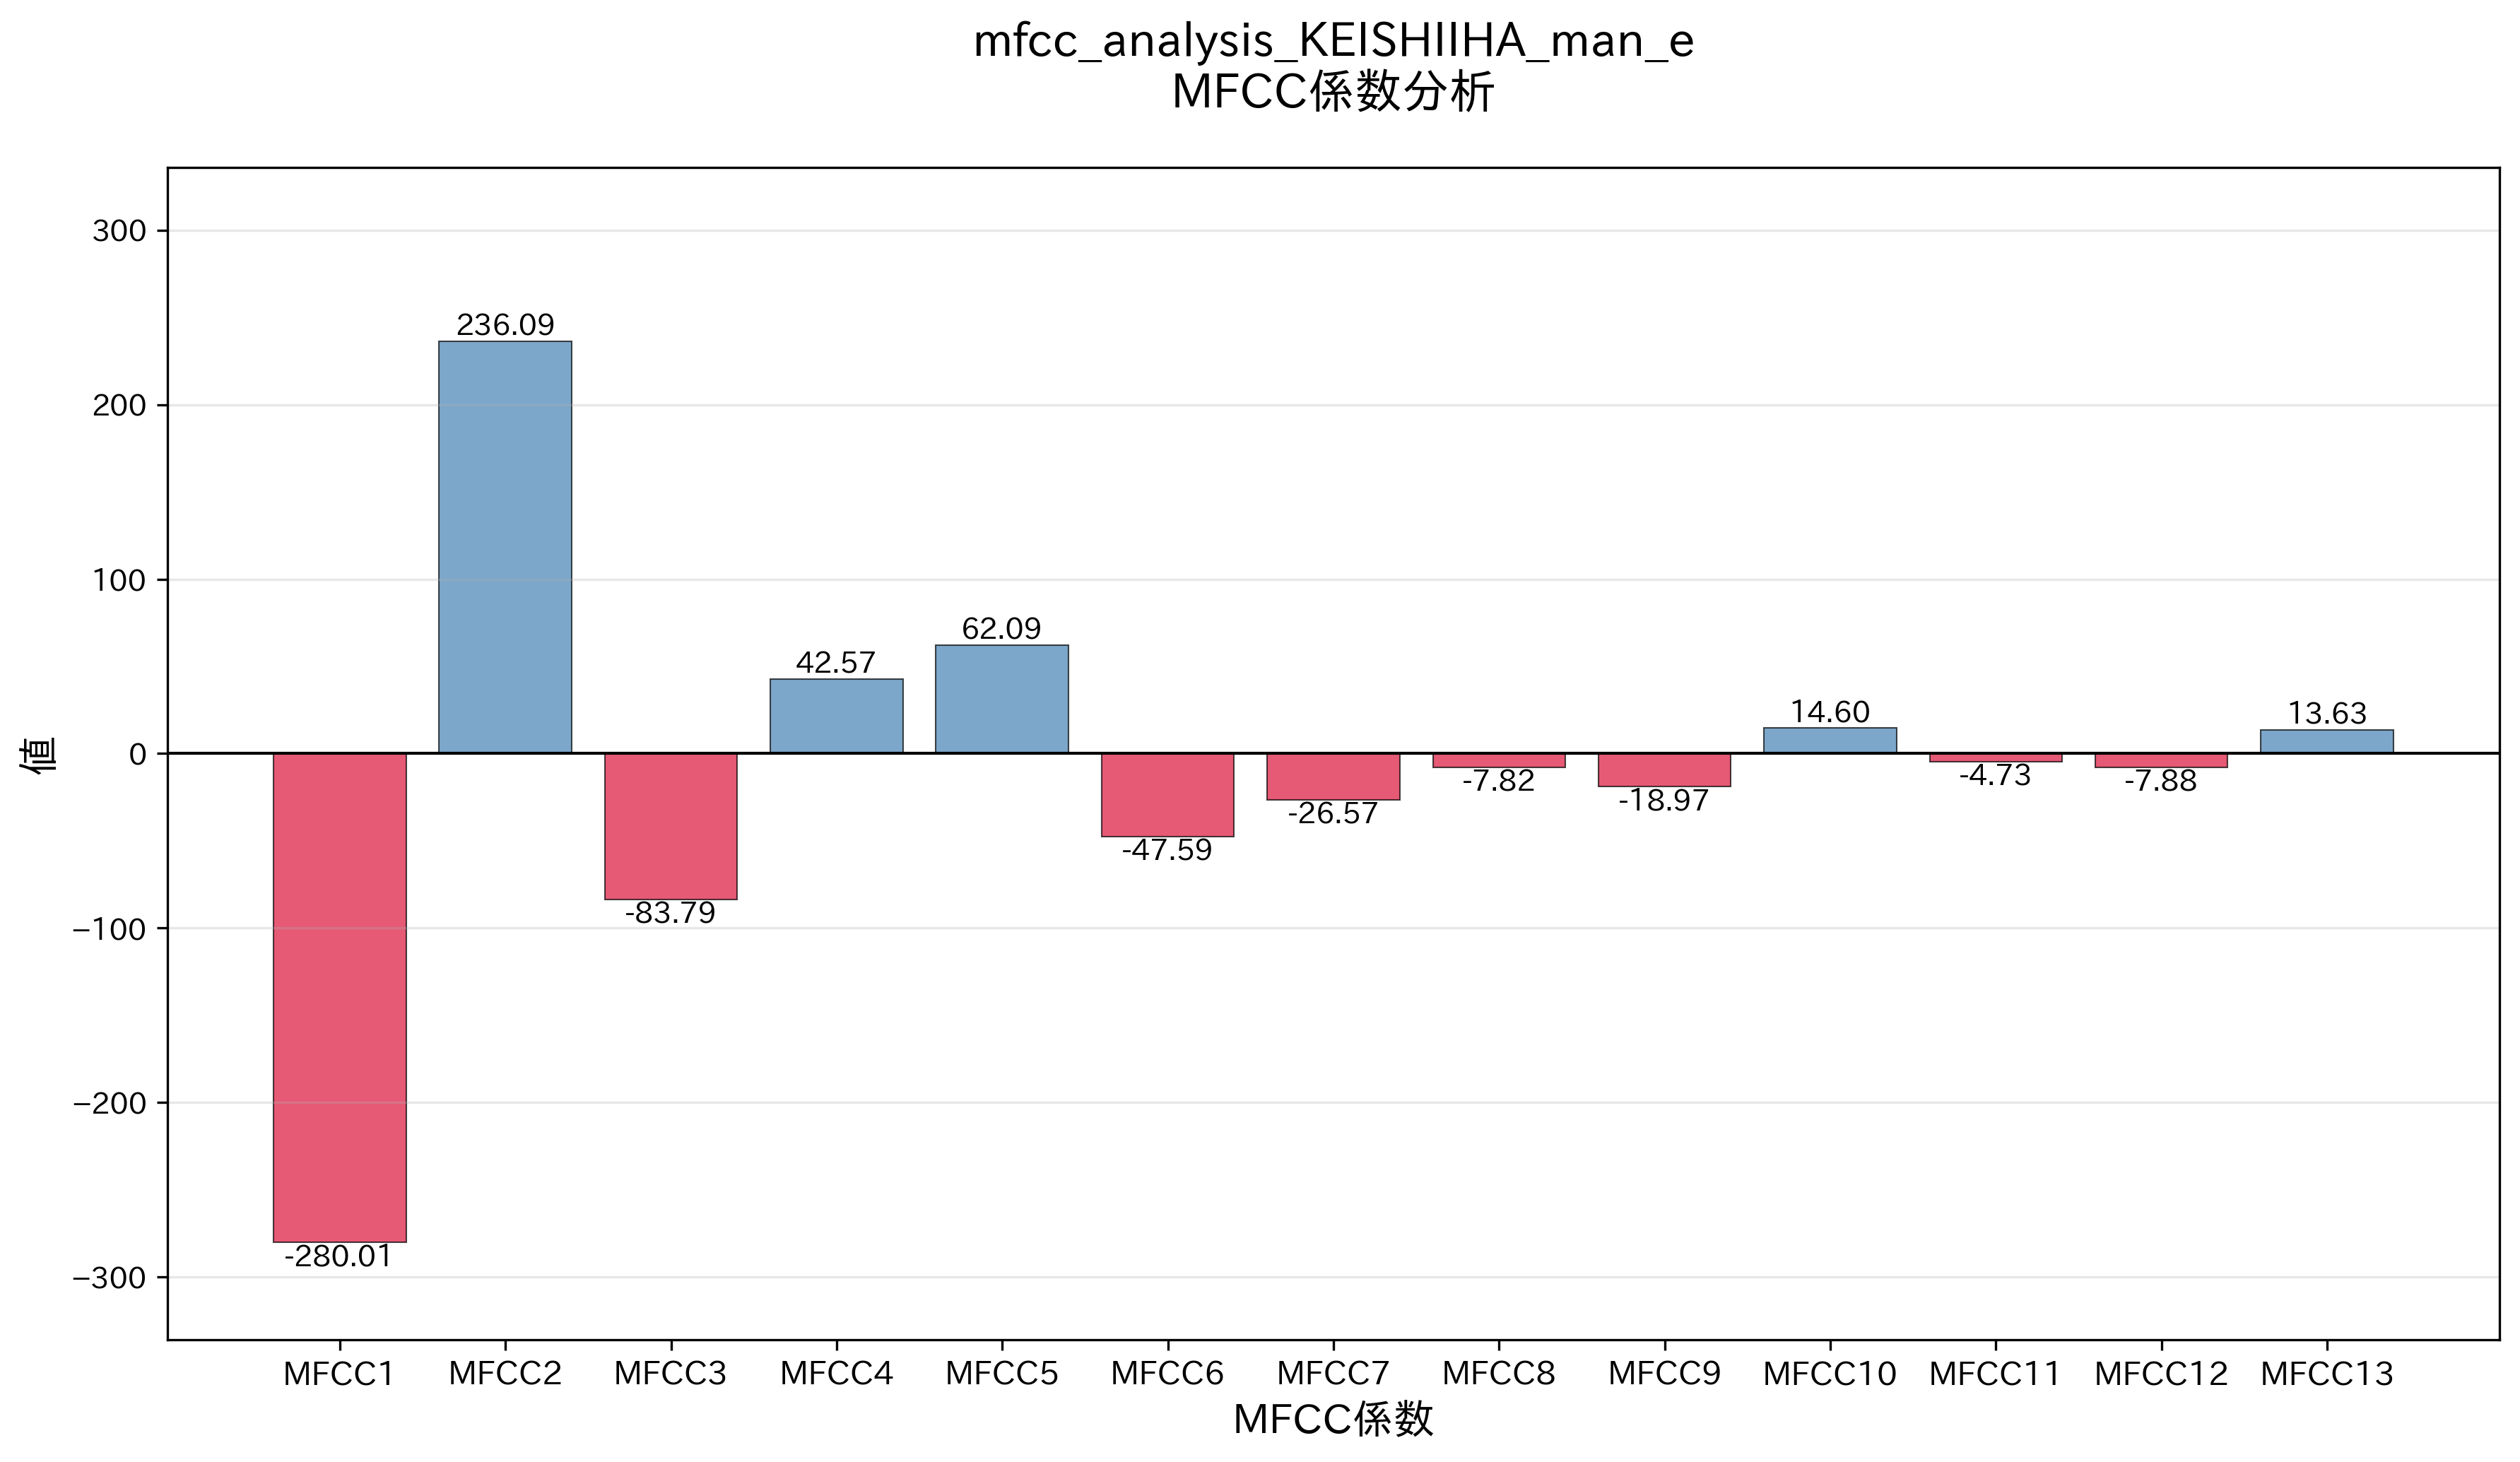 mfcc_analysis_KEISHIIHA_man_e
MFCC係数分析
300
200
100
0
−100
−200
−300
値
-280.01
236.09
-83.79
42.57
62.09
-47.59
-26.57
-7.82
-18.97
14.60
-4.73
-7.88
13.63
MFCC1
MFCC2
MFCC3
MFCC4
MFCC5
MFCC6
MFCC7
MFCC8
MFCC9
MFCC10
MFCC11
MFCC12
MFCC13
MFCC係数